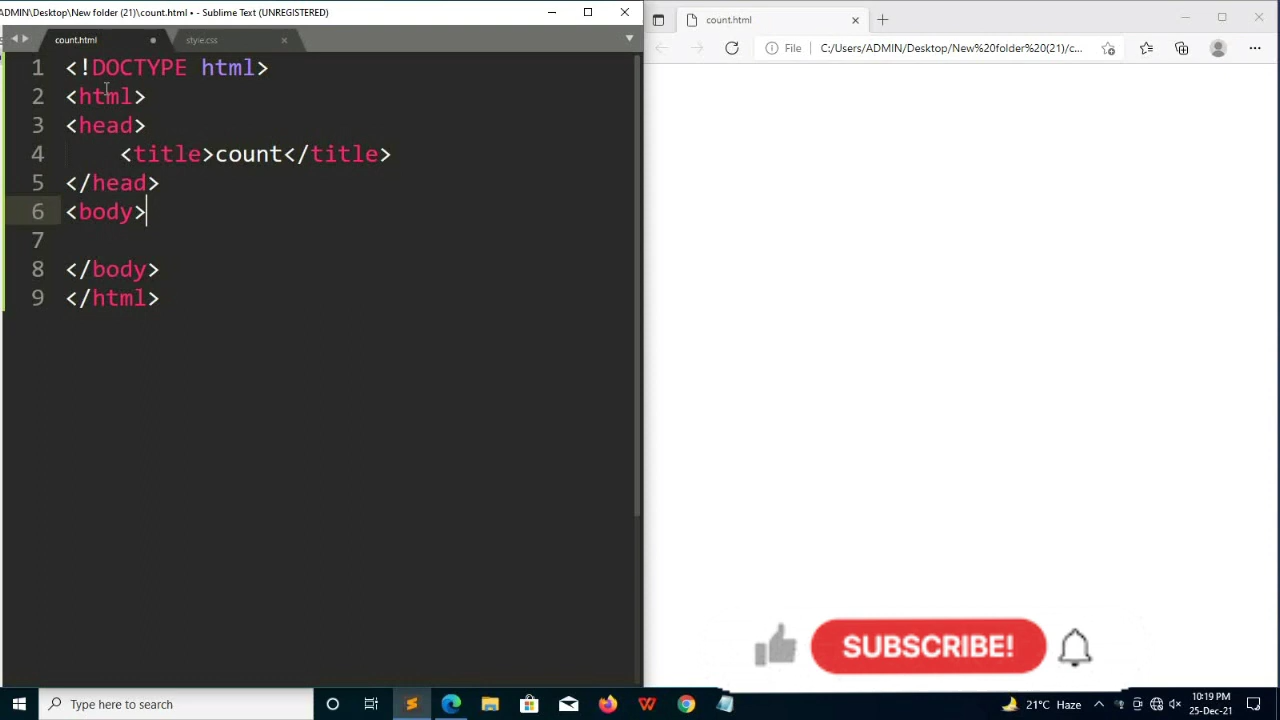 ADMIN\Desktop\New folder (21)\count.html • - Sublime Text (UNREGISTERED)
count.html
style.css
1 <!DOCTYPE html>
2 <html>
3 <head>
4 <title>count</title>
5 </head>
6 <body>
7
8 </body>
9 </html>
count.html
File C:/Users/ADMIN/Desktop/New%20folder%20(21)/c...
SUBSCRIBE!
Type here to search
21°C Haze
10:19 PM
25-Dec-21